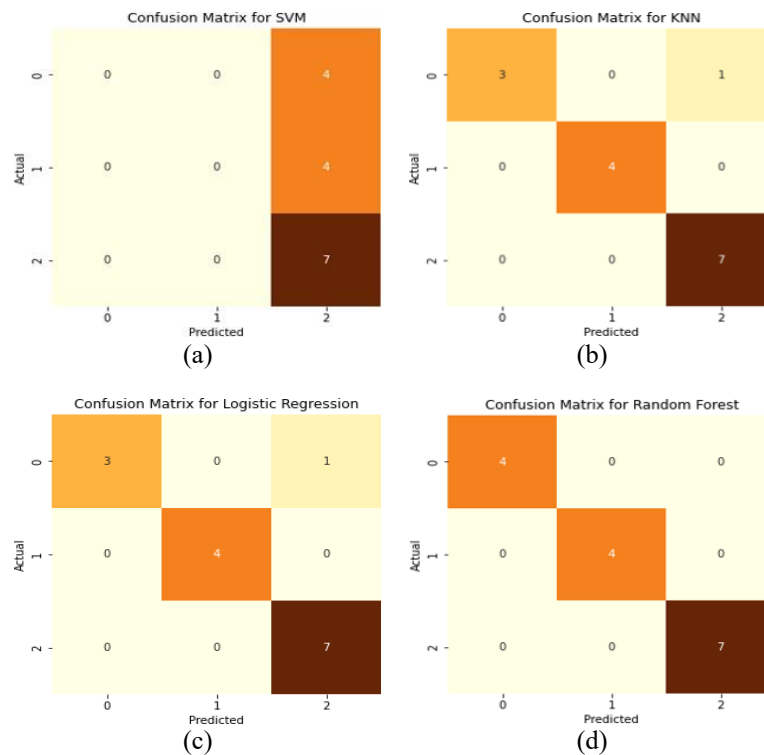 Confusion Matrix for SVM
0 0 0 4
1 0 0 4
2 0 0 7
Actual
0 1 2
Predicted
(a)
Confusion Matrix for KNN
0 3 0 1
1 0 4 0
2 0 0 7
Actual
0 1 2
Predicted
(b)
Confusion Matrix for Logistic Regression
0 3 0 1
1 0 4 0
2 0 0 7
Actual
0 1 2
Predicted
(c)
Confusion Matrix for Random Forest
0 4 0 0
1 0 4 0
2 0 0 7
Actual
0 1 2
Predicted
(d)